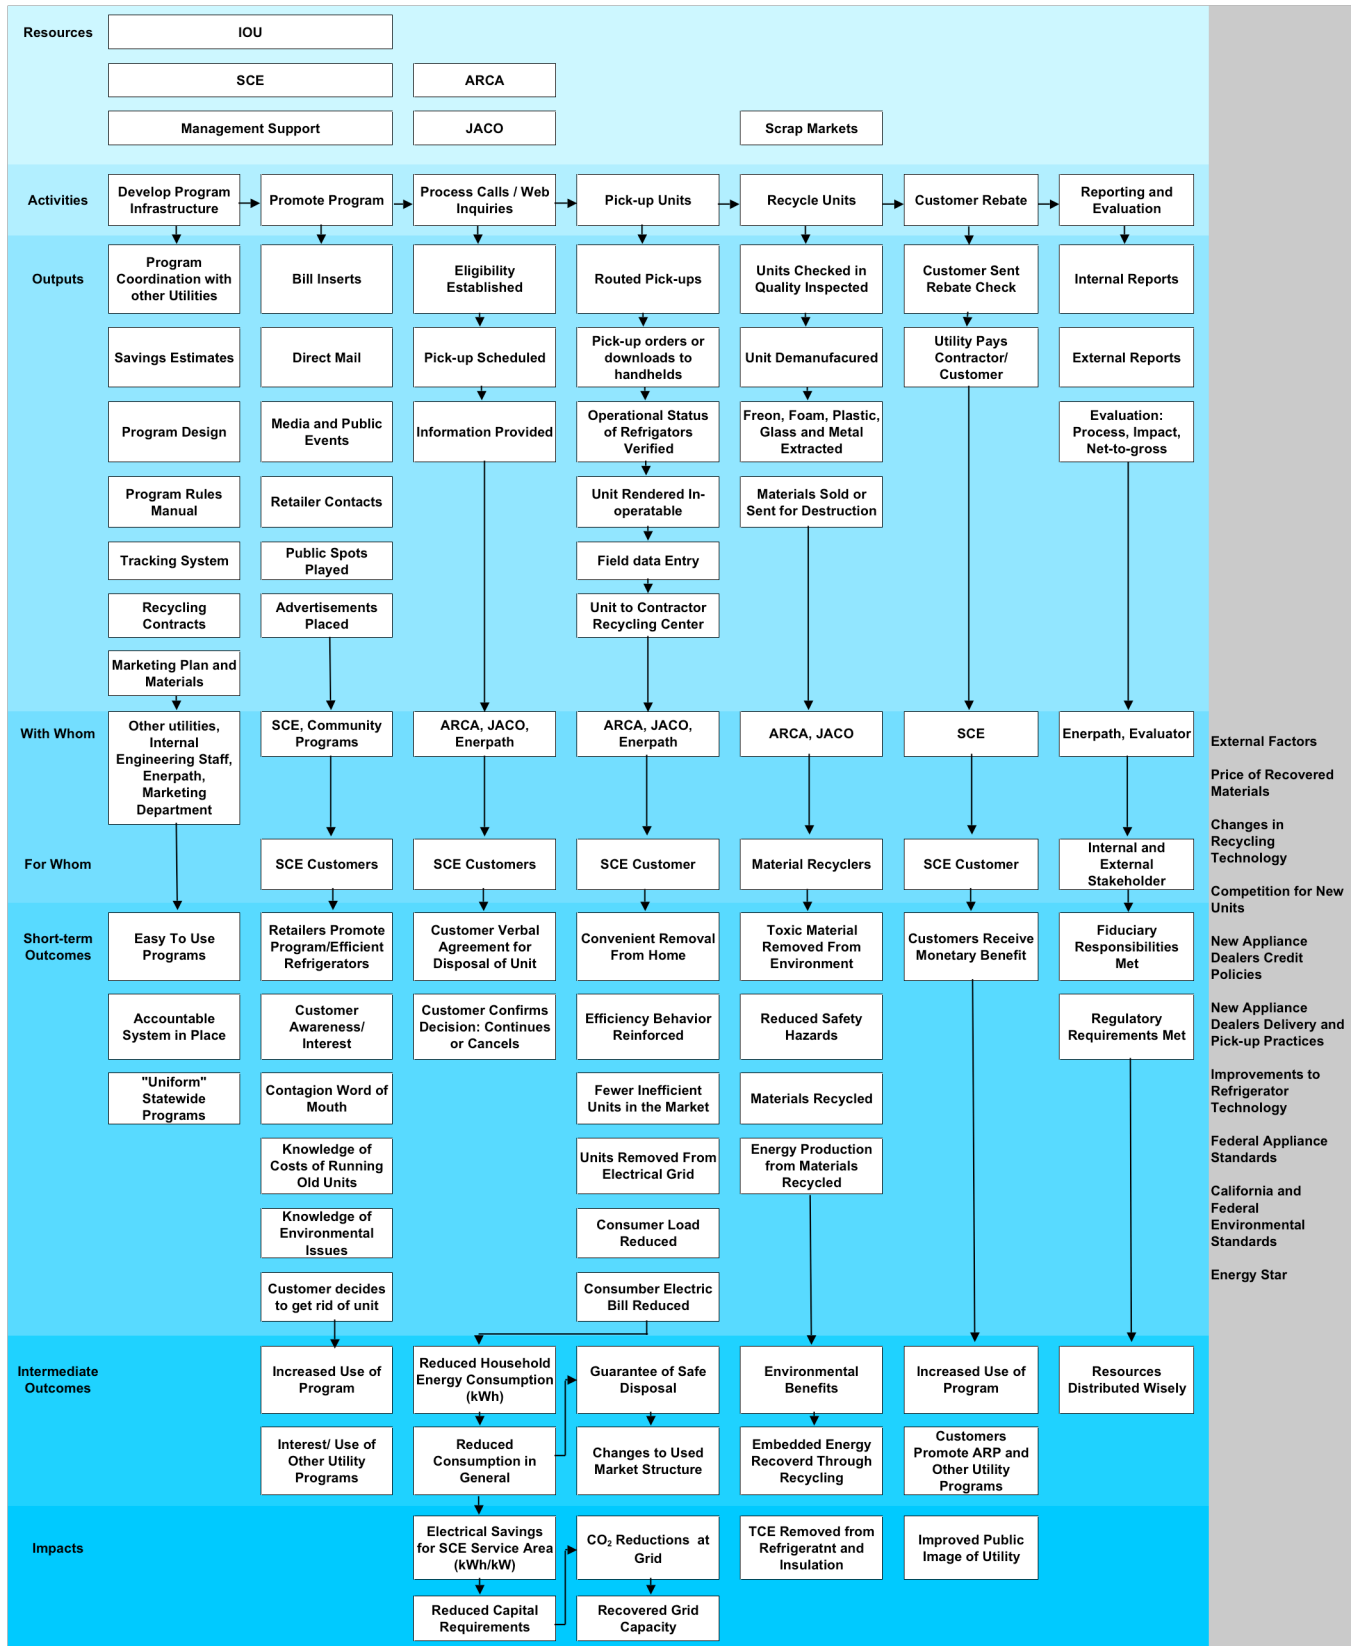 Resources
IOU
SCE
ARCA
Management Support
JACO
Scrap Markets
Activities
Develop Program
Infrastructure
Promote Program
Process Calls / Web
Inquiries
Pick-up Units
Recycle Units
Customer Rebate
Reporting and
Evaluation
Outputs
Program
Coordination with
other Utilities
Bill Inserts
Eligibility
Established
Routed Pick-ups
Units Checked in
Quality Inspected
Customer Sent
Rebate Check
Internal Reports
Savings Estimates
Direct Mail
Pick-up Scheduled
Pick-up orders or
downloads to
handhelds
Unit Demanufacured
Utility Pays
Contractor/
Customer
External Reports
Program Design
Media and Public
Events
Information Provided
Operational Status
of Refrigators
Verified
Freon, Foam, Plastic,
Glass and Metal
Extracted
Evaluation:
Process, Impact,
Net-to-gross
Program Rules
Manual
Retailer Contacts
Unit Rendered In-
operatable
Materials Sold or
Sent for Destruction
Tracking System
Public Spots
Played
Field data Entry
Recycling
Contracts
Advertisements
Placed
Unit to Contractor
Recycling Center
Marketing Plan and
Materials
With Whom
Other utilities,
Internal
Engineering Staff,
Enerpath,
Marketing
Department
SCE, Community
Programs
ARCA, JACO,
Enerpath
ARCA, JACO,
Enerpath
ARCA, JACO
SCE
Enerpath, Evaluator
For Whom
SCE Customers
SCE Customers
SCE Customer
Material Recyclers
SCE Customer
Internal and
External
Stakeholder
Short-term
Outcomes
Easy To Use
Programs
Retailers Promote
Program/Efficient
Refrigerators
Customer Verbal
Agreement for
Disposal of Unit
Convenient Removal
From Home
Toxic Material
Removed From
Environment
Customers Receive
Monetary Benefit
Fiduciary
Responsibilities
Met
Accountable
System in Place
Customer
Awareness/
Interest
Customer Confirms
Decision: Continues
or Cancels
Efficiency Behavior
Reinforced
Reduced Safety
Hazards
Regulatory
Requirements Met
"Uniform"
Statewide
Programs
Contagion Word of
Mouth
Fewer Inefficient
Units in the Market
Materials Recycled
Knowledge of
Costs of Running
Old Units
Units Removed From
Electrical Grid
Energy Production
from Materials
Recycled
Knowledge of
Environmental
Issues
Consumer Load
Reduced
Customer decides
to get rid of unit
Consumber Electric
Bill Reduced
Intermediate
Outcomes
Increased Use of
Program
Reduced Household
Energy Consumption
(kWh)
Guarantee of Safe
Disposal
Environmental
Benefits
Increased Use of
Program
Resources
Distributed Wisely
Interest/ Use of
Other Utility
Programs
Reduced
Consumption in
General
Changes to Used
Market Structure
Embedded Energy
Recoverd Through
Recycling
Customers
Promote ARP and
Other Utility
Programs
Impacts
Electrical Savings
for SCE Service Area
(kWh/kW)
CO₂ Reductions at
Grid
TCE Removed from
Refrigeratnt and
Insulation
Improved Public
Image of Utility
Reduced Capital
Requirements
Recovered Grid
Capacity
External Factors
Price of Recovered
Materials
Changes in
Recycling
Technology
Competition for New
Units
New Appliance
Dealers Credit
Policies
New Appliance
Dealers Delivery and
Pick-up Practices
Improvements to
Refrigerator
Technology
Federal Appliance
Standards
California and
Federal
Environmental
Standards
Energy Star